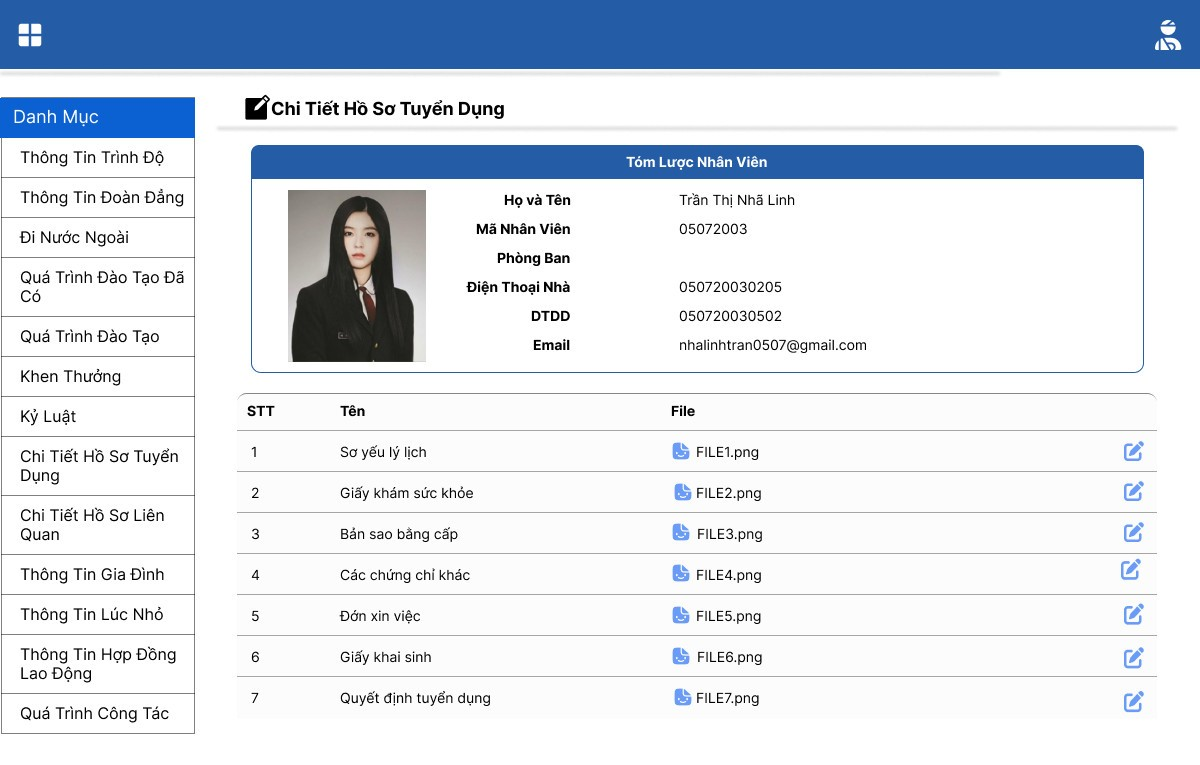 Danh Mục
Thông Tin Trình Độ
Thông Tin Đoàn Đẳng
Đi Nước Ngoài
Quá Trình Đào Tạo Đã
Có
Quá Trình Đào Tạo
Khen Thưởng
Kỷ Luật
Chi Tiết Hồ Sơ Tuyển
Dụng
Chi Tiết Hồ Sơ Liên
Quan
Thông Tin Gia Đình
Thông Tin Lúc Nhỏ
Thông Tin Hợp Đồng
Lao Động
Quá Trình Công Tác
Chi Tiết Hồ Sơ Tuyển Dụng
Tóm Lược Nhân Viên
Họ và Tên Trần Thị Nhã Linh
Mã Nhân Viên 05072003
Phòng Ban
Điện Thoại Nhà 050720030205
DTDD 050720030502
Email nhalinhtran0507@gmail.com
STT Tên File
1 Sơ yếu lý lịch FILE1.png
2 Giấy khám sức khỏe FILE2.png
3 Bản sao bằng cấp FILE3.png
4 Các chứng chỉ khác FILE4.png
5 Đớn xin việc FILE5.png
6 Giấy khai sinh FILE6.png
7 Quyết định tuyển dụng FILE7.png